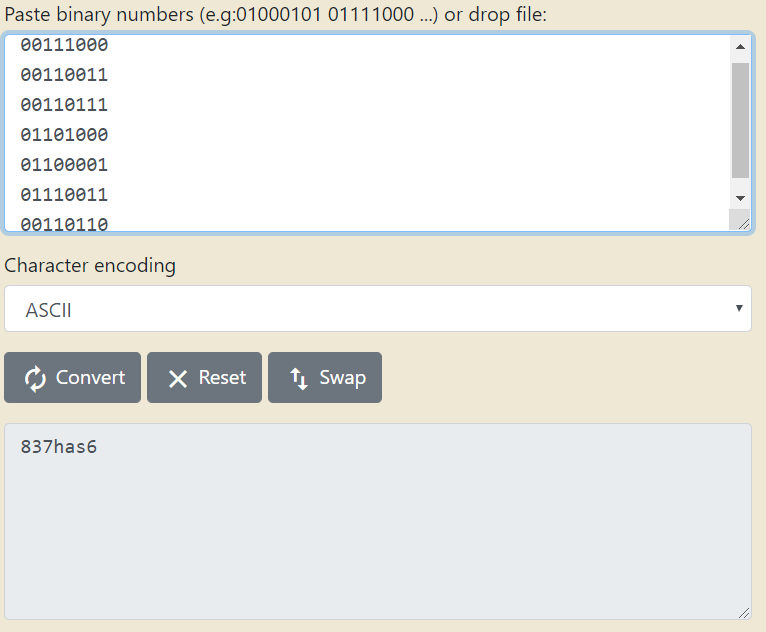 Paste binary numbers (e.g:01000101 01111000 ...) or drop file:
00111000
00110011
00110111
01101000
01100001
01110011
00110110
Character encoding
ASCII
Convert Reset Swap
837has6